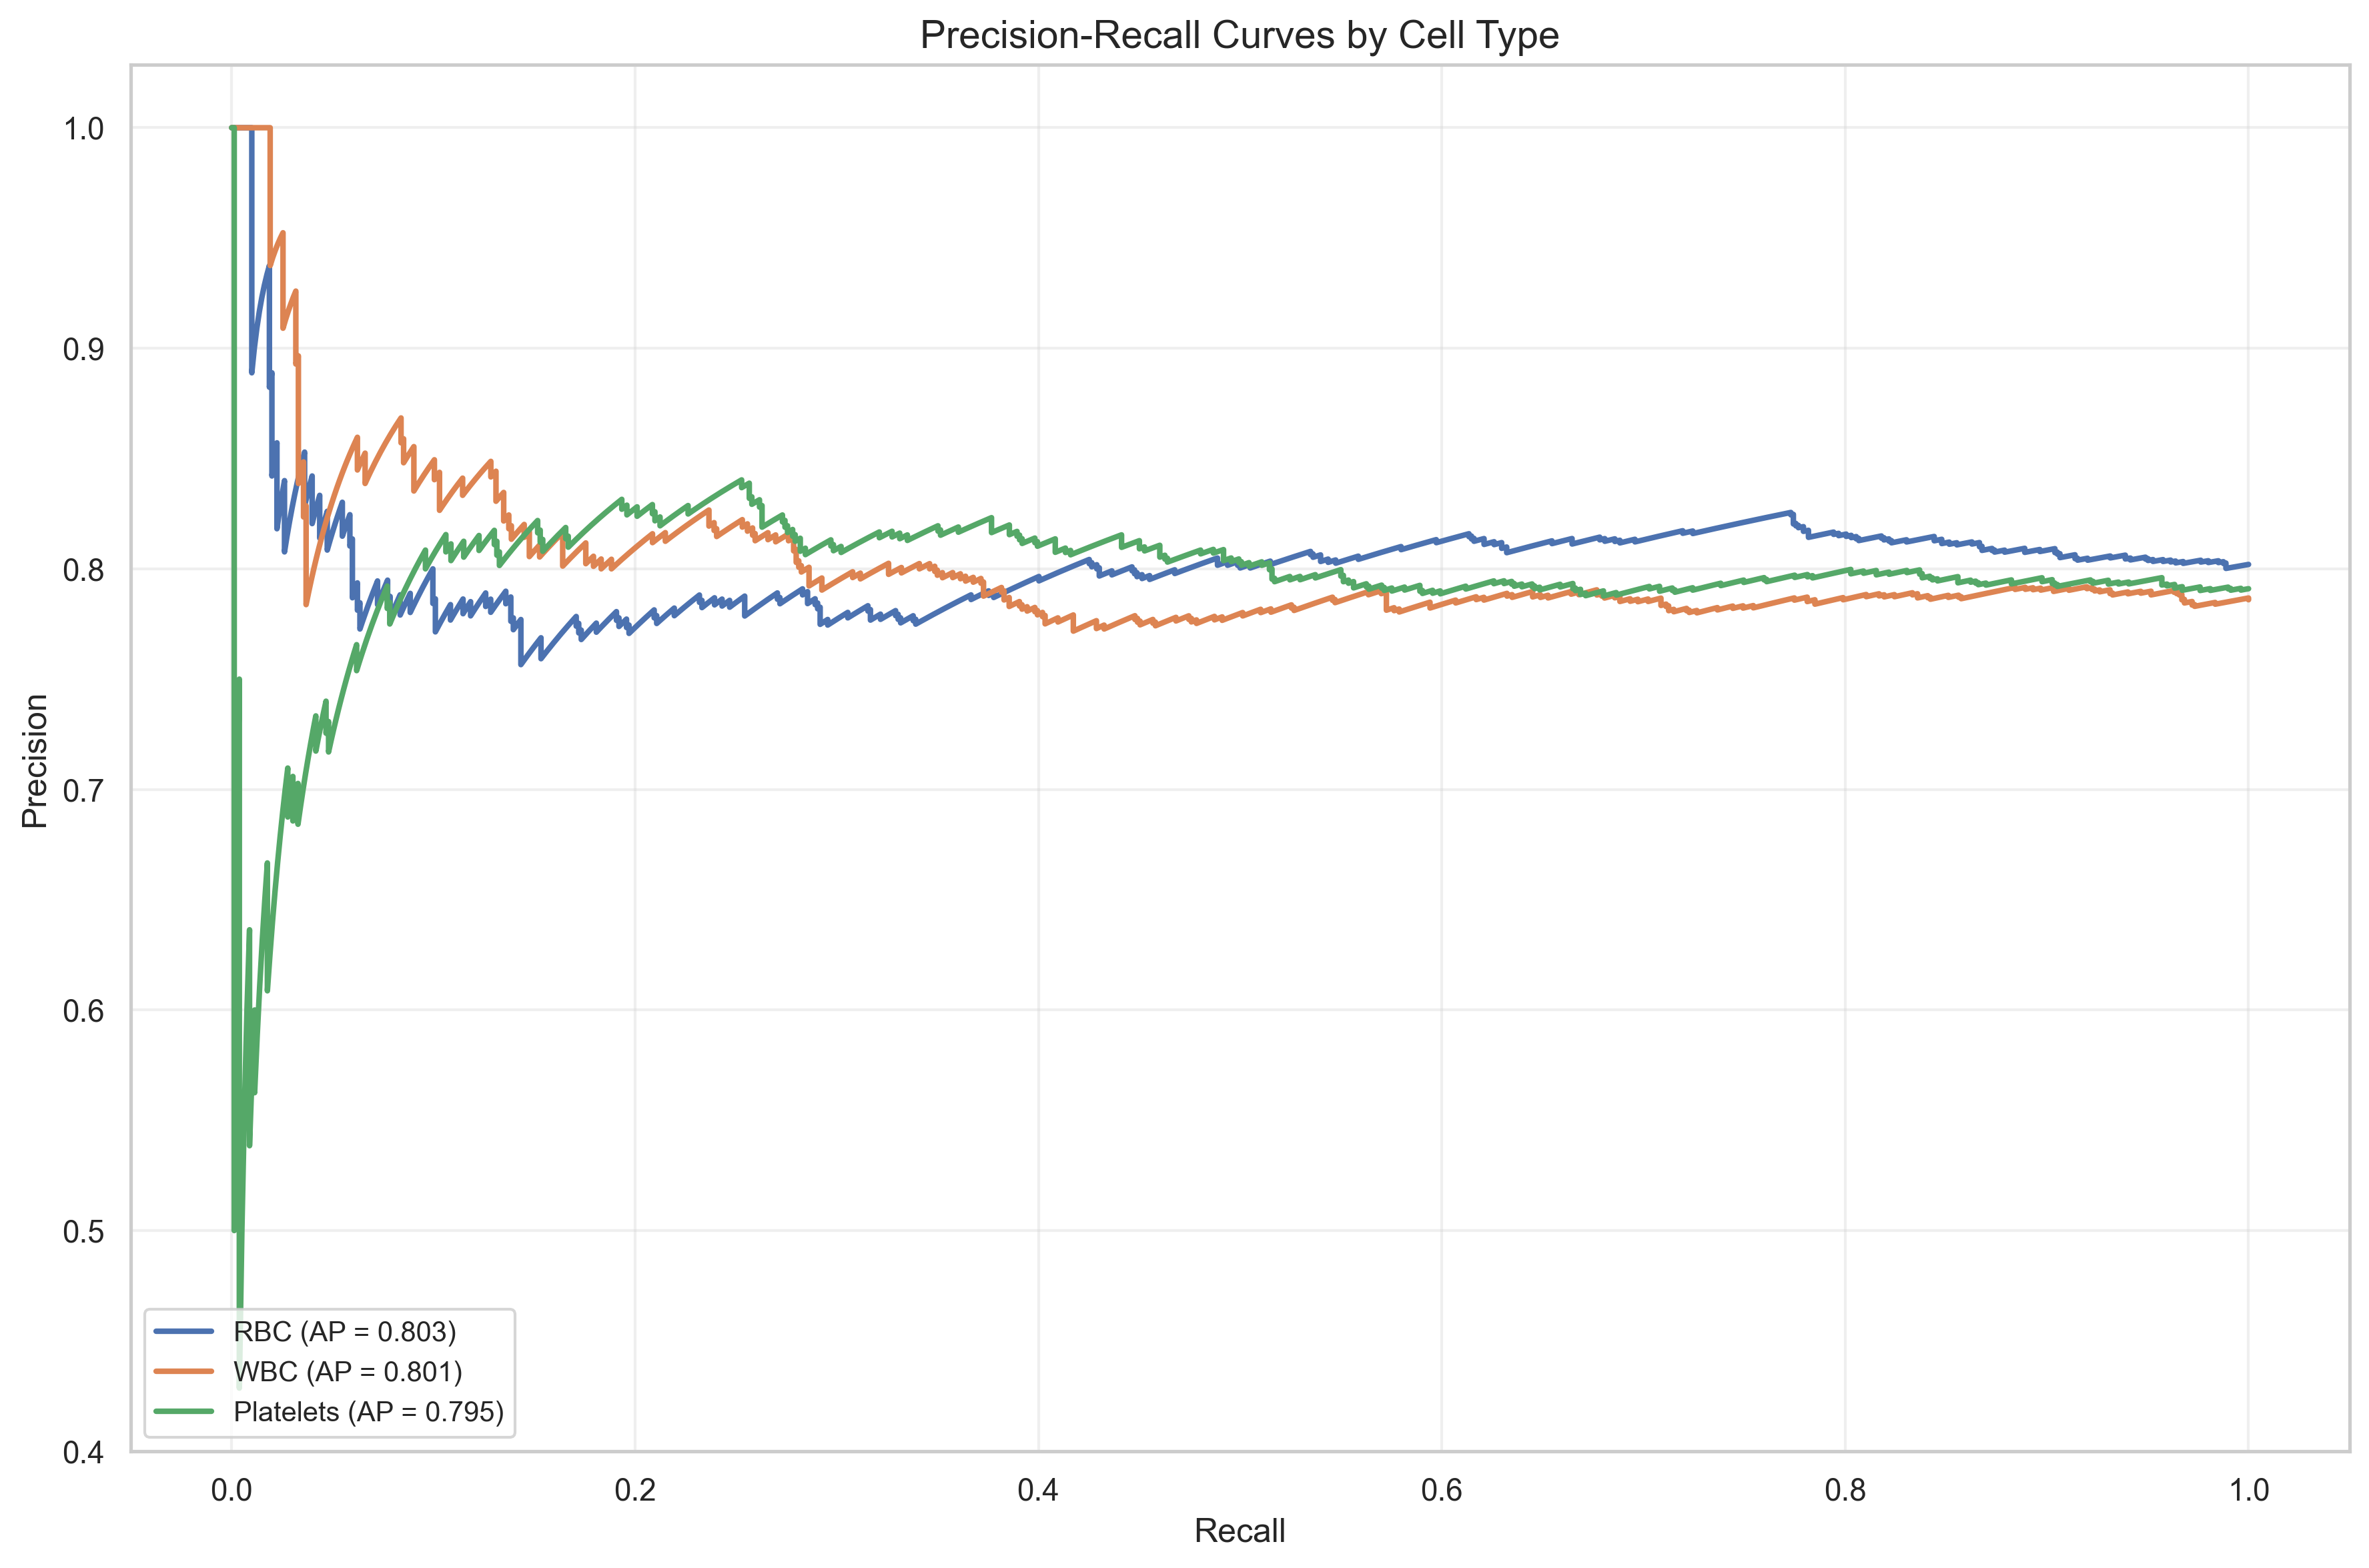 Precision-Recall Curves by Cell Type
1.0
0.9
0.8
0.7
0.6
0.5
0.4
Precision
RBC (AP = 0.803)
WBC (AP = 0.801)
Platelets (AP = 0.795)
0.0 0.2 0.4 0.6 0.8 1.0
Recall